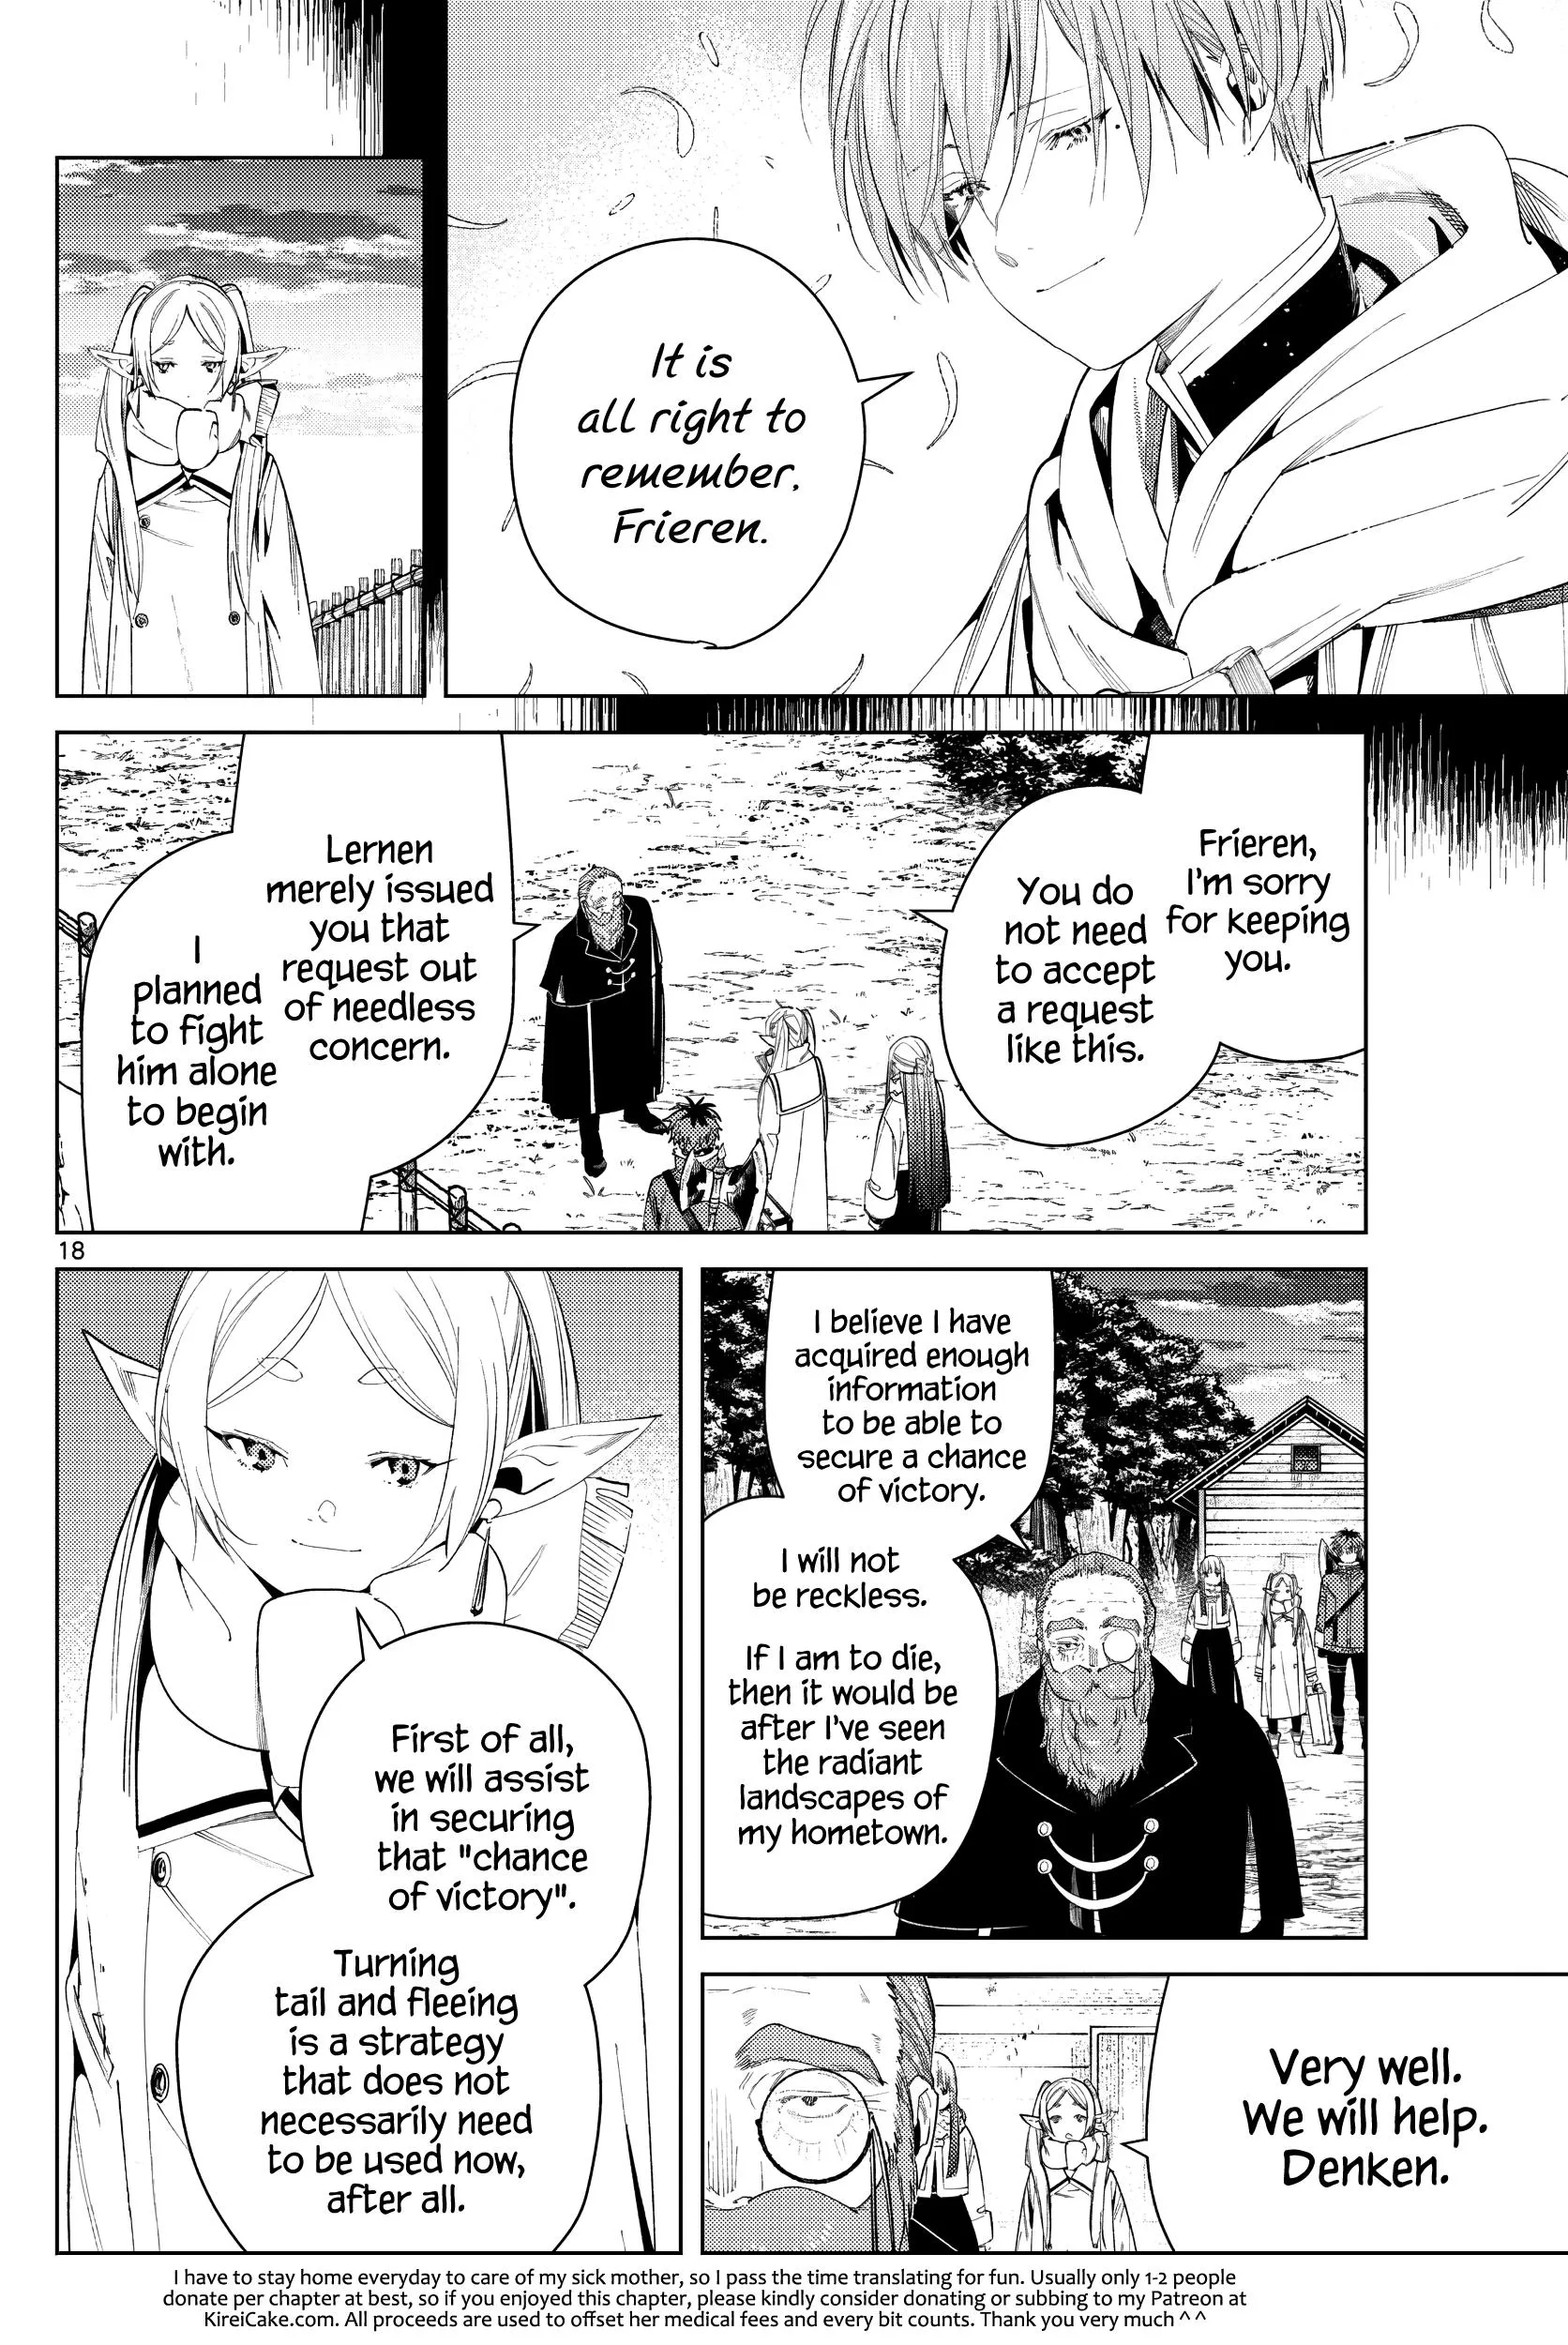 It is
all right to
remember,
Frieren.
Frieren,
I'm sorry
for keeping
you.
You do
not need
to accept
a request
like this.
Lernen
merely issued
you that
request out
of needless
concern.
I
planned
to fight
him alone
to begin
with.
18
I believe I have
acquired enough
information
to be able to
secure a chance
of victory.
I will not
be reckless.
If I am to die,
then it would be
after I've seen
the radiant
landscapes of
my hometown.
Very well.
We will help.
Denken.
First of all,
we will assist
in securing
that "chance
of victory".
Turning
tail and fleeing
is a strategy
that does not
necessarily need
to be used now,
after all.
I have to stay home everyday to care of my sick mother, so I pass the time translating for fun. Usually only 1-2 people
donate per chapter at best, so if you enjoyed this chapter, please kindly consider donating or subbing to my Patreon at
KireiCake.com. All proceeds are used to offset her medical fees and every bit counts. Thank you very much ^ ^